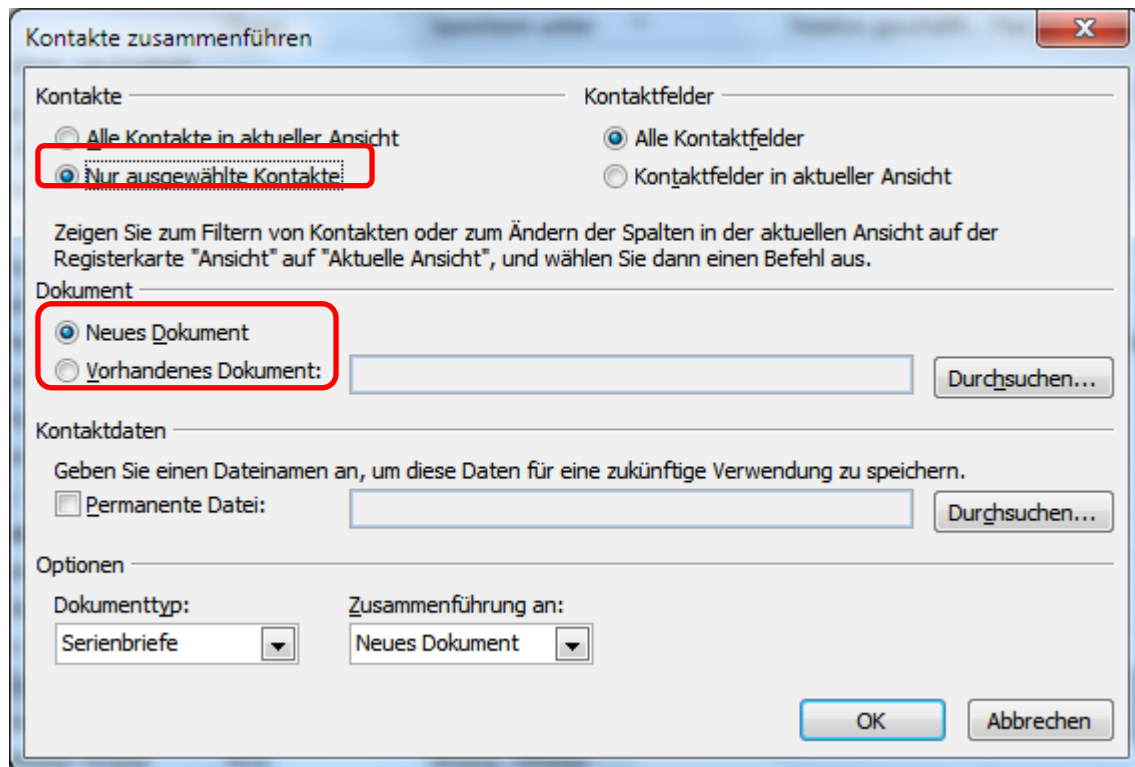 Kontakte zusammenführen
Kontakte
Kontaktfelder
Alle Kontakte in aktueller Ansicht
Alle Kontaktfelder
Nur ausgewählte Kontakte
Kontaktfelder in aktueller Ansicht
Zeigen Sie zum Filtern von Kontakten oder zum Ändern der Spalten in der aktuellen Ansicht auf der
Registerkarte "Ansicht" auf "Aktuelle Ansicht", und wählen Sie dann einen Befehl aus.
Dokument
Neues Dokument
Vorhandenes Dokument:
Durchsuchen...
Kontaktdaten
Geben Sie einen Dateinamen an, um diese Daten für eine zukünftige Verwendung zu speichern.
Permanente Datei:
Durchsuchen...
Optionen
Dokumenttyp:
Zusammenführung an:
Serienbriefe
Neues Dokument
OK
Abbrechen